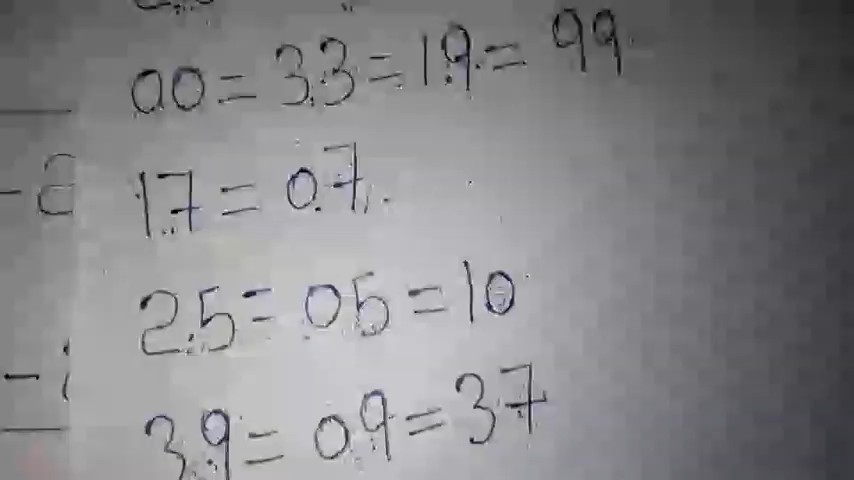 00 = 33 = 19 = 99
17 = 07
25 = 05 = 10
39 = 09 = 37